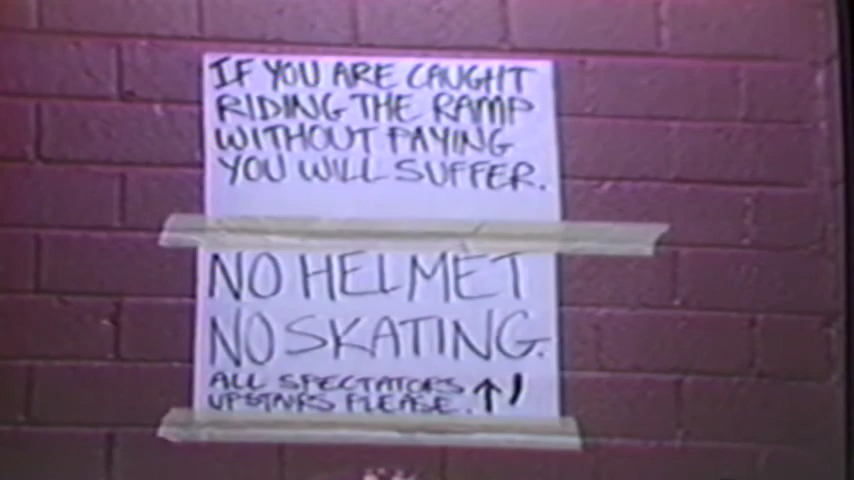 IF YOU ARE CAUGHT
RIDING THE RAMP
WITHOUT PAYING
YOU WILL SUFFER.
NO HELMET
NO SKATING.
ALL SPECTATORS
UPSTAIRS PLEASE. ↑